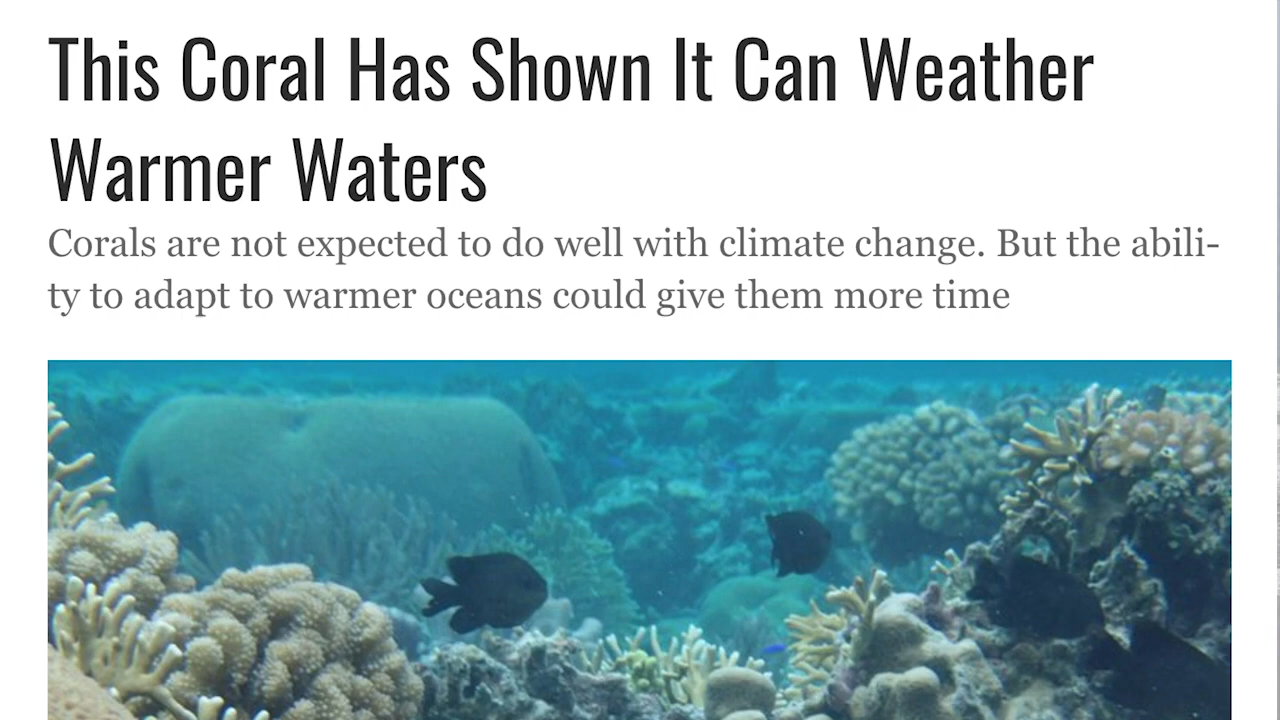 This Coral Has Shown It Can Weather
Warmer Waters
Corals are not expected to do well with climate change. But the abili-
ty to adapt to warmer oceans could give them more time